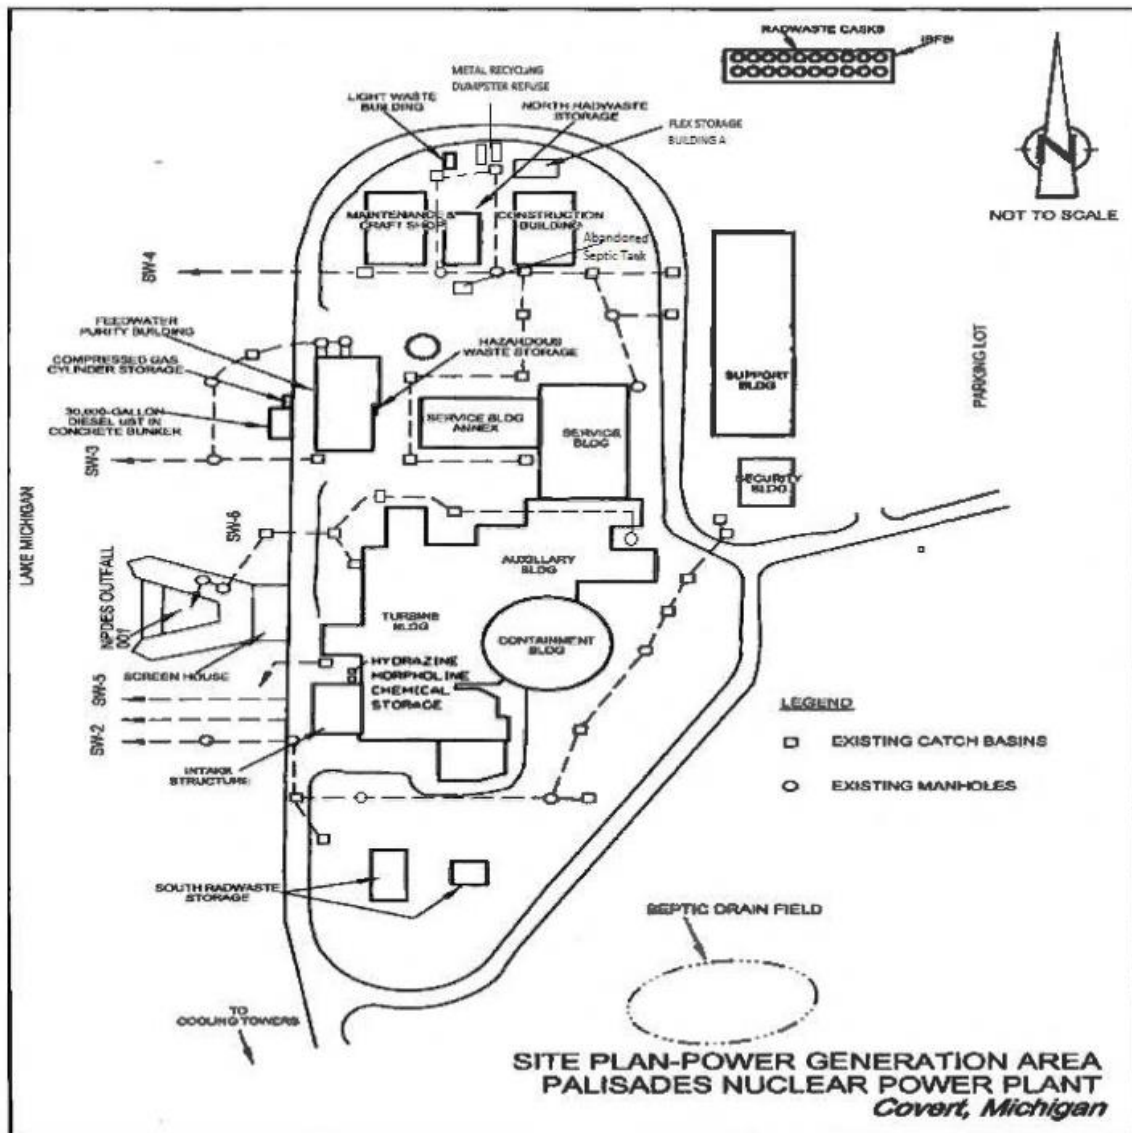 RADWASTE CASKS
ISFSI
METAL RECYCLING
DUMPSTER REFUSE
LIGHT WASTE
BUILDING
NORTH RADWASTE
STORAGE
FLEX STORAGE
BUILDING A
N
NOT TO SCALE
MAINTENANCE &
CRAFT SHOP
CONSTRUCTION
BUILDING
Abandoned
Septic Tank
SW-4
FEEDWATER
PURITY BUILDING
HAZARDOUS
WASTE STORAGE
COMPRESSED GAS
CYLINDER STORAGE
30,000-GALLON
DIESEL UST IN
CONCRETE BUNKER
SUPPORT
BLDG
PARKING LOT
SERVICE BLDG
ANNEX
SERVICE
BLDG
SW-3
SECURITY
BLDG
LAKE MICHIGAN
SW-6
AUXILLARY
BLDG
NPDES OUTFALL
001
TURBINE
BLDG
CONTAINMENT
BLDG
SCREEN HOUSE
HYDRAZINE
MORPHOLINE
CHEMICAL
STORAGE
SW-5
SW-2
LEGEND
EXISTING CATCH BASINS
EXISTING MANHOLES
INTAKE
STRUCTURE
SOUTH RADWASTE
STORAGE
SEPTIC DRAIN FIELD
TO
COOLING TOWERS
SITE PLAN-POWER GENERATION AREA
PALISADES NUCLEAR POWER PLANT
Covert, Michigan